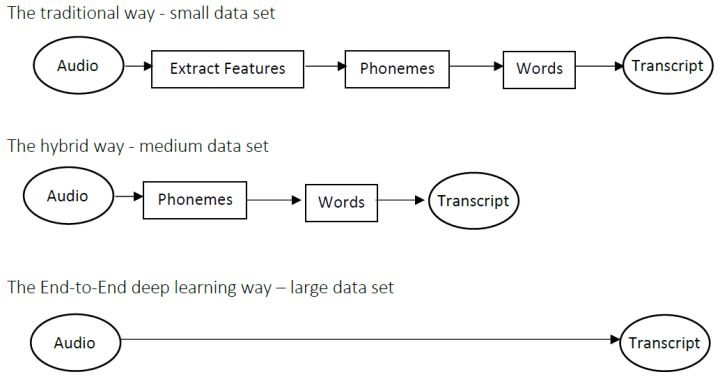 The traditional way - small data set
Audio Extract Features Phonemes Words Transcript
The hybrid way - medium data set
Audio Phonemes Words Transcript
The End-to-End deep learning way – large data set
Audio Transcript